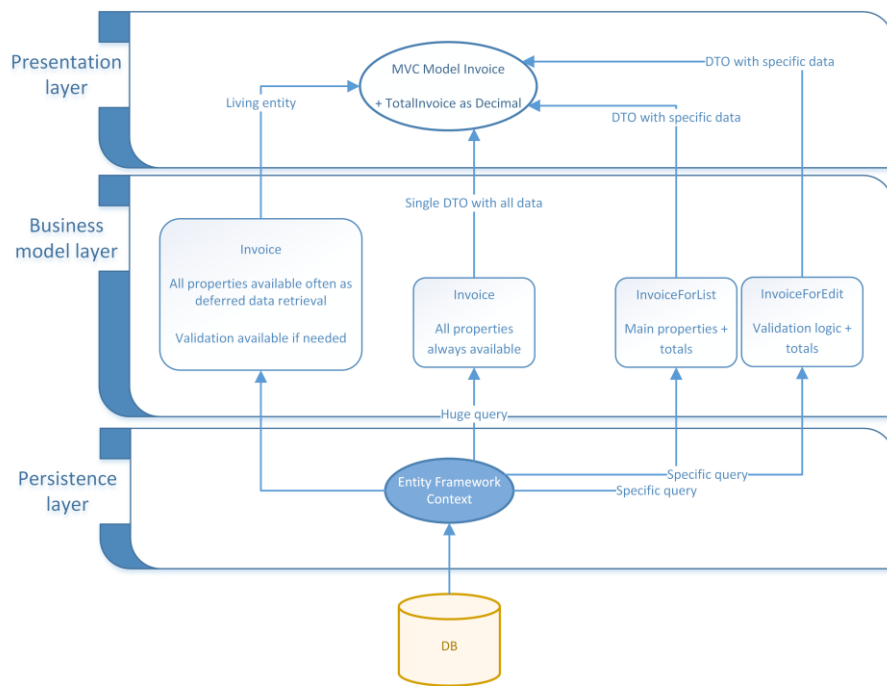 Presentation
layer
MVC Model Invoice
+ TotalInvoice as Decimal
DTO with specific data
Living entity
DTO with specific data
Business
model layer
Single DTO with all data
Invoice
All properties available often as
deferred data retrieval
Validation available if needed
Invoice
All properties
always available
InvoiceForList
Main properties +
totals
InvoiceForEdit
Validation logic +
totals
Huge query
Persistence
layer
Entity Framework
Context
Specific query
Specific query
DB